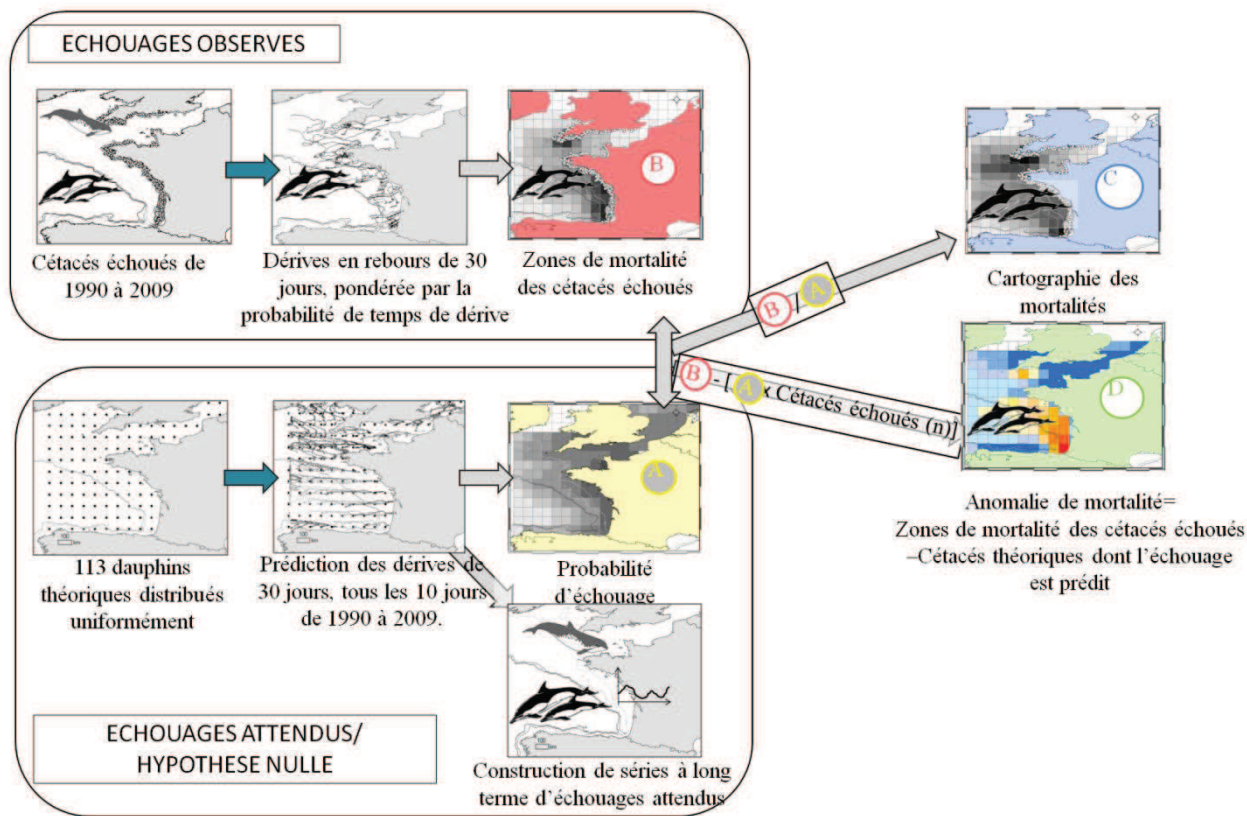 ECHOUAGES OBSERVES
Cétacés échoués de
1990 à 2009
Dérives en rebours de 30
jours, pondérée par la
probabilité de temps de dérive
B
Zones de mortalité
des cétacés échoués
C
Cartographie des
mortalités
B / A
B - [ A x Cétacés échoués (n)]
D
Anomalie de mortalité=
Zones de mortalité des cétacés échoués
–Cétacés théoriques dont l’échouage
est prédit
113 dauphins
théoriques distribués
uniformément
Prédiction des dérives de
30 jours, tous les 10 jours
de 1990 à 2009.
A
Probabilité
d’échouage
Construction de séries à long
terme d’échouages attendus
ECHOUAGES ATTENDUS/
HYPOTHESE NULLE